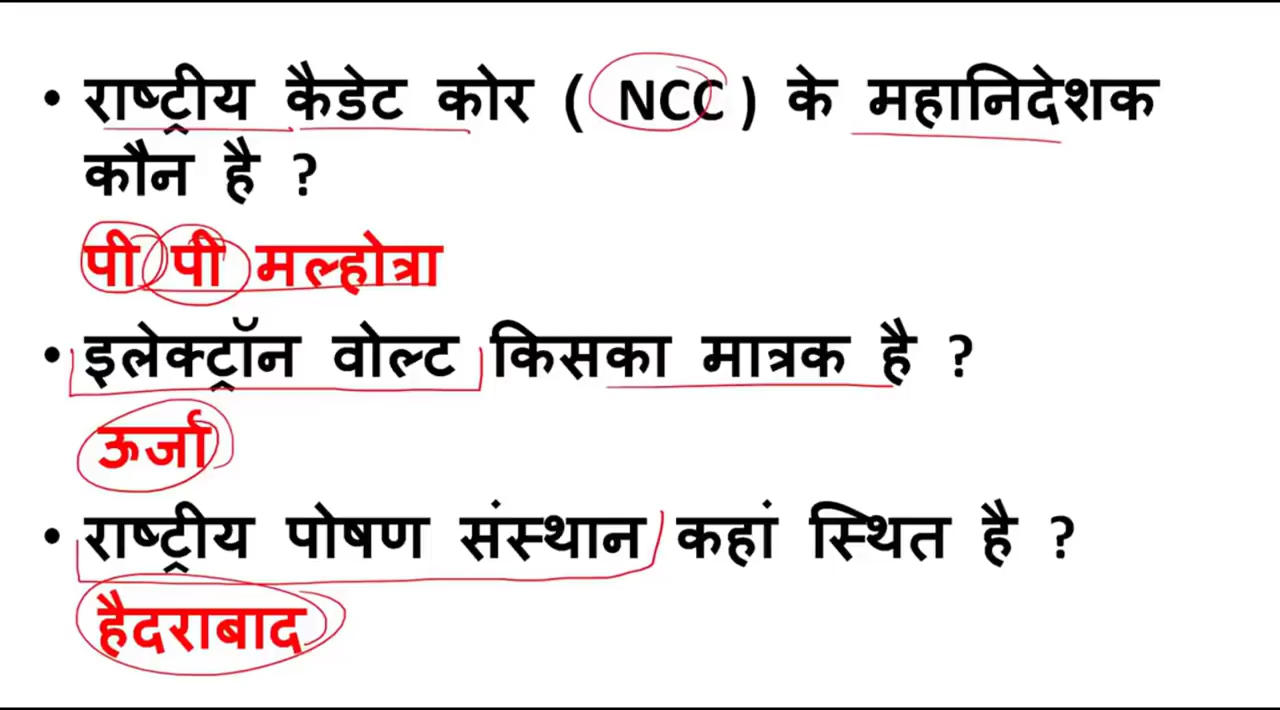 • राष्ट्रीय कैडेट कोर ( NCC ) के महानिदेशक
कौन है ?
पी पी मल्होत्रा
• इलेक्ट्रॉन वोल्ट किसका मात्रक है ?
ऊर्जा
• राष्ट्रीय पोषण संस्थान कहां स्थित है ?
हैदराबाद